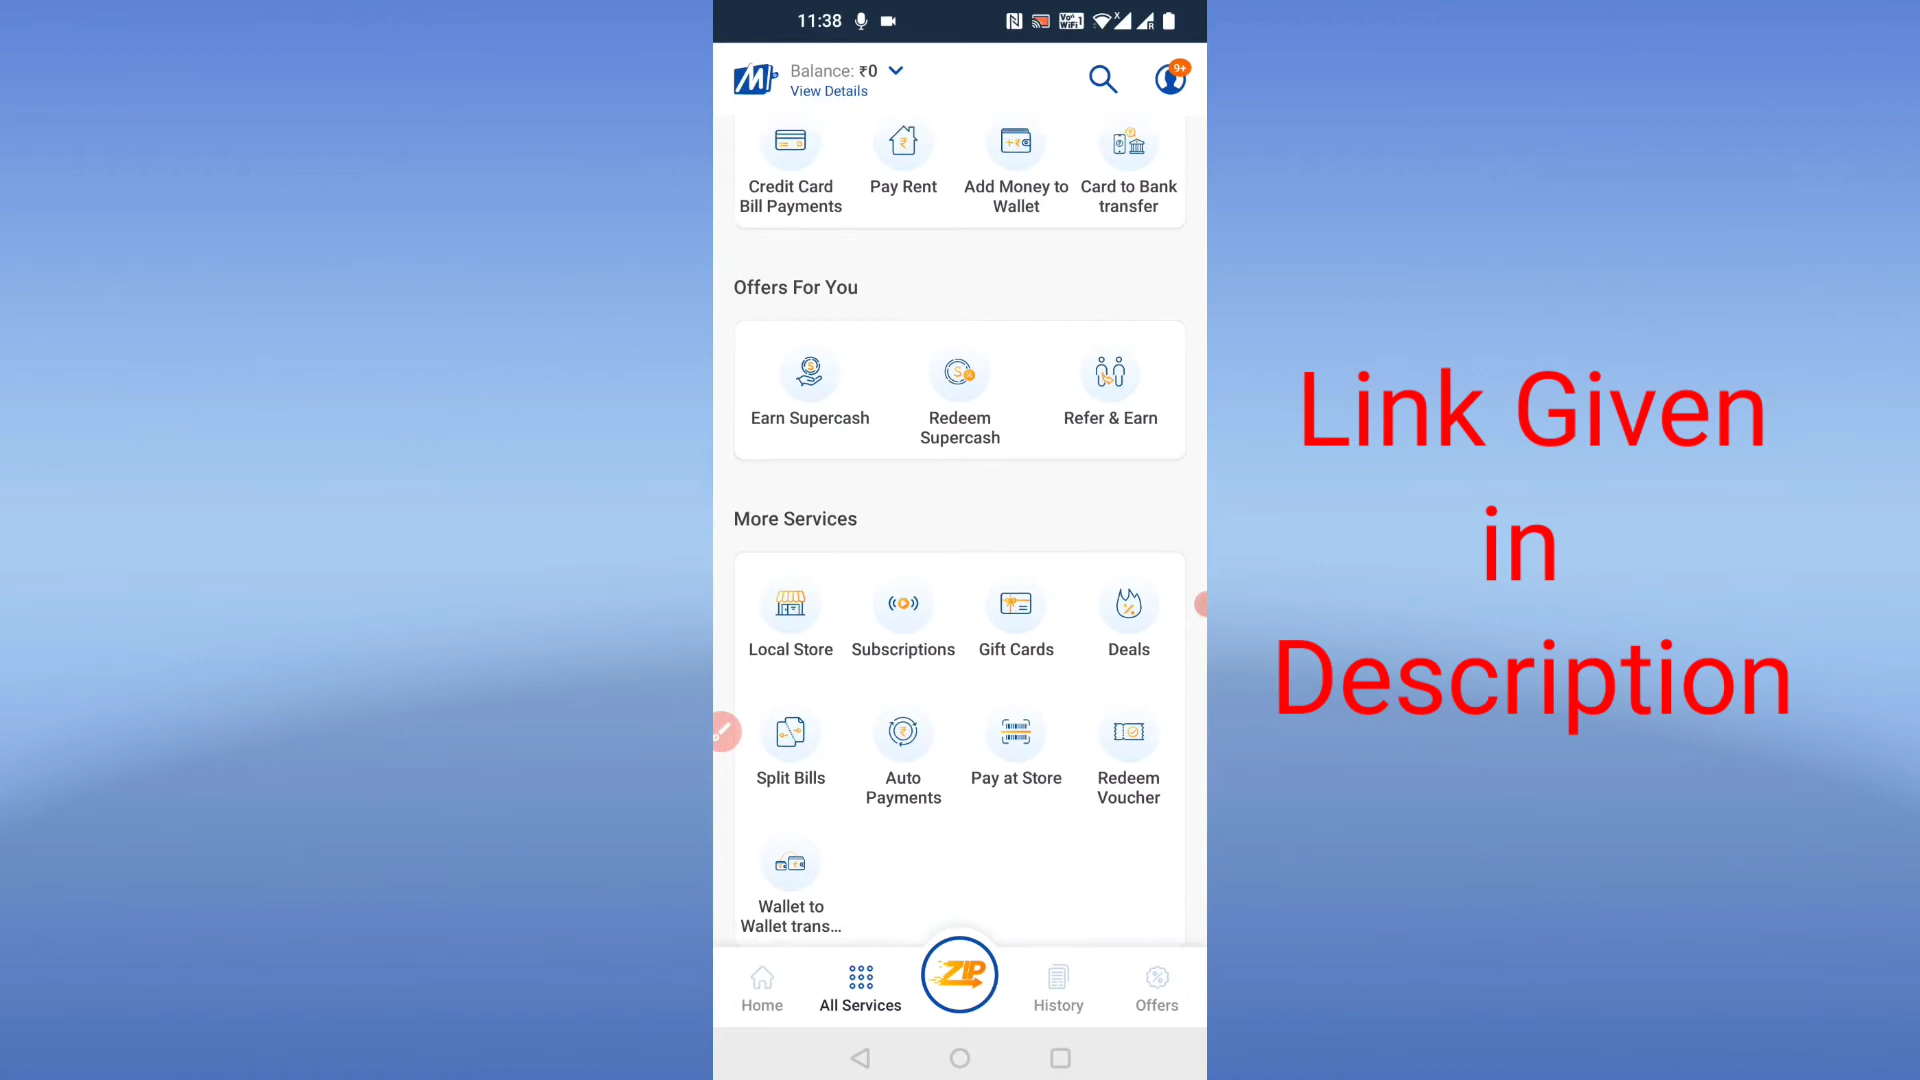 11:38
Vo 1
WiFi
X
R
Balance: ₹0
View Details
9+
Credit Card
Bill Payments
Pay Rent
Add Money to
Wallet
Card to Bank
transfer
Offers For You
Earn Supercash
Redeem
Supercash
Refer & Earn
More Services
Local Store
Subscriptions
Gift Cards
Deals
Split Bills
Auto
Payments
Pay at Store
Redeem
Voucher
Wallet to
Wallet trans...
Home
All Services
ZIP
History
Offers
Link Given
in
Description